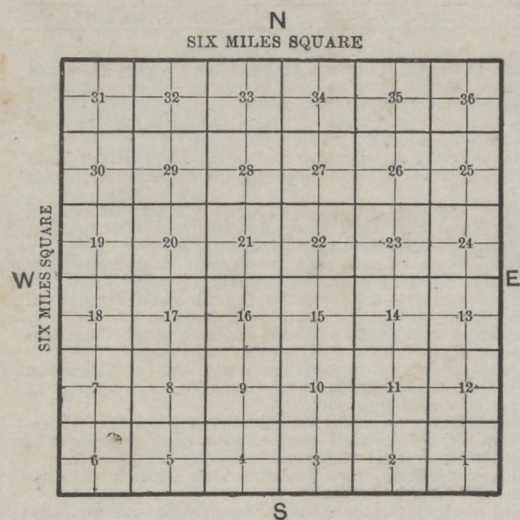 N
SIX MILES SQUARE
31 32 33 34 35 36
30 29 28 27 26 25
SIX MILES SQUARE
19 20 21 22 23 24
W E
18 17 16 15 14 13
7 8 9 10 11 12
6 5 4 3 2 1
S